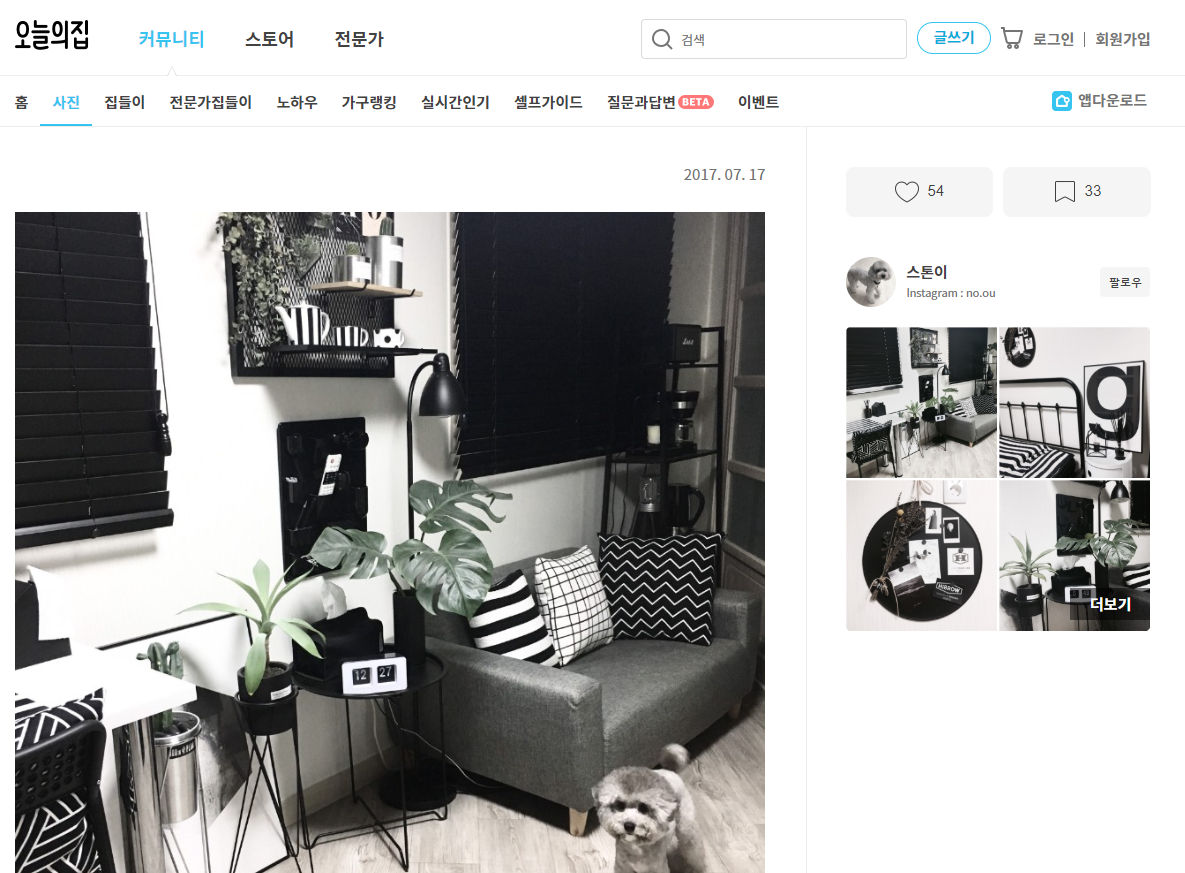 오늘의집 커뮤니티 스토어 전문가 검색 글쓰기 로그인 | 회원가입
홈 사진 집들이 전문가집들이 노하우 가구랭킹 실시간인기 셀프가이드 질문과답변 BETA 이벤트 앱다운로드
2017. 07. 17
54 33
스톤이
Instagram : no.ou
팔로우
12 27
g
더보기